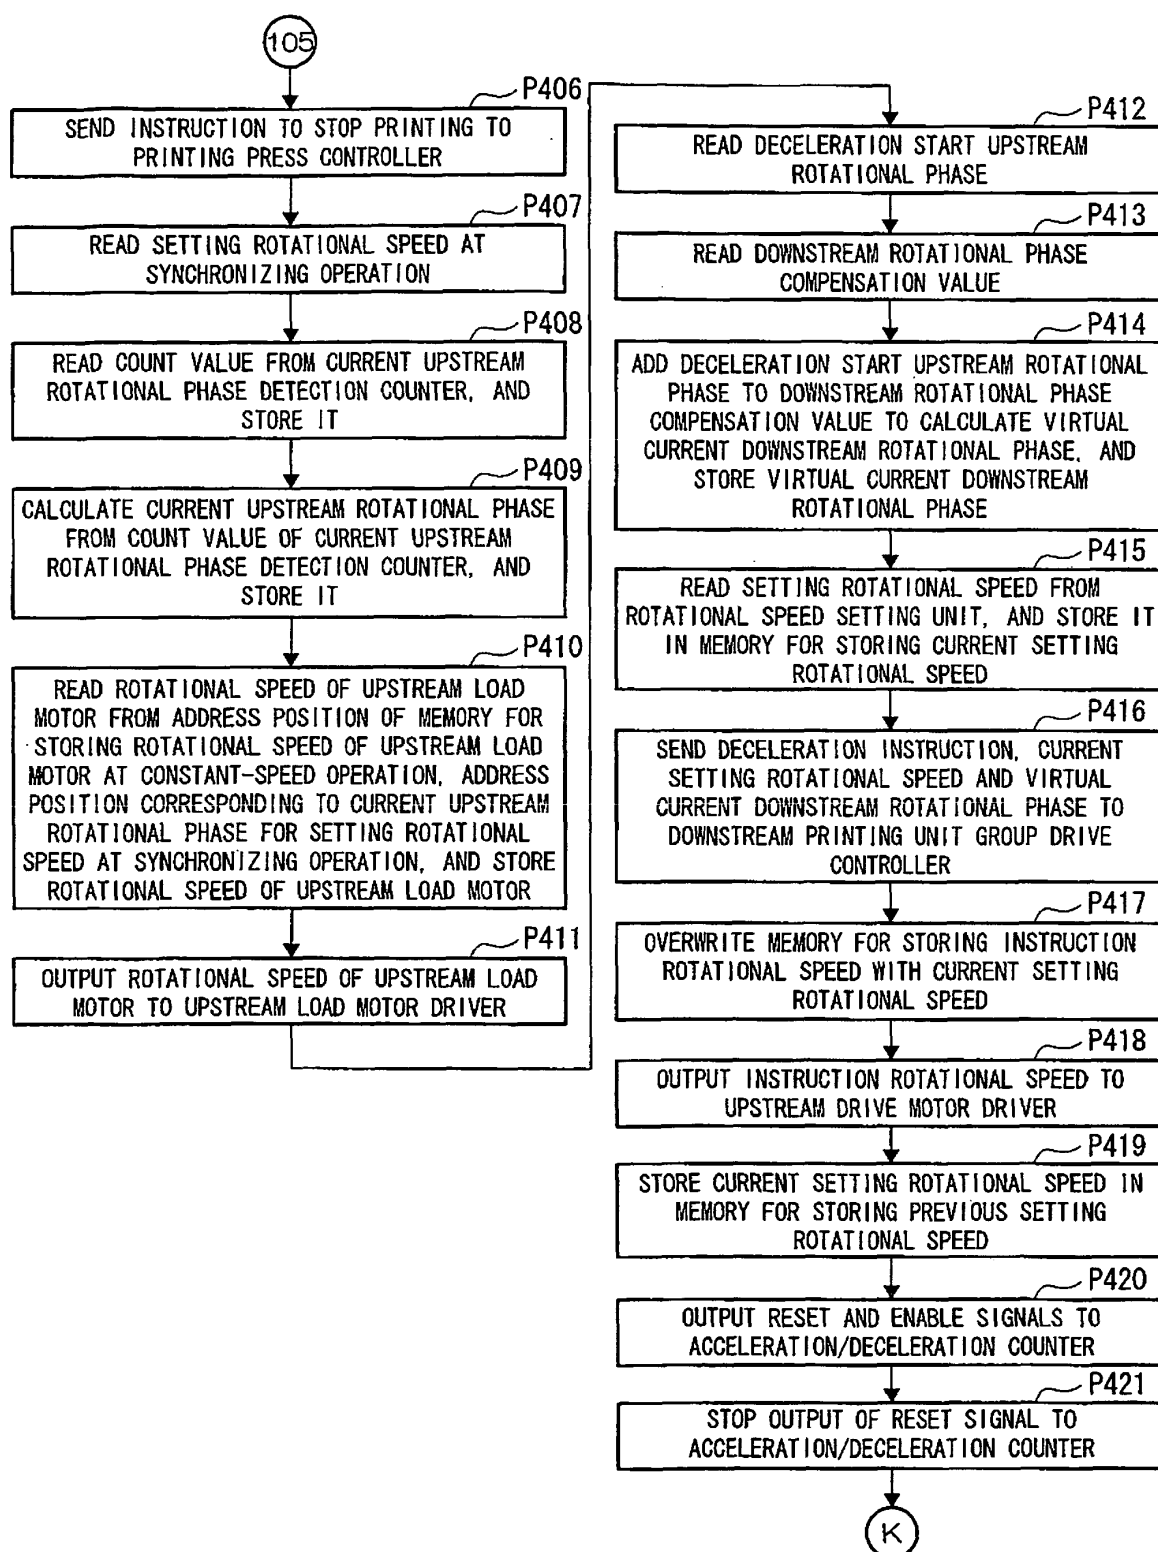 105
P406
SEND INSTRUCTION TO STOP PRINTING TO
PRINTING PRESS CONTROLLER
P407
READ SETTING ROTATIONAL SPEED AT
SYNCHRONIZING OPERATION
P408
READ COUNT VALUE FROM CURRENT UPSTREAM
ROTATIONAL PHASE DETECTION COUNTER, AND
STORE IT
P409
CALCULATE CURRENT UPSTREAM ROTATIONAL PHASE
FROM COUNT VALUE OF CURRENT UPSTREAM
ROTATIONAL PHASE DETECTION COUNTER, AND
STORE IT
P410
READ ROTATIONAL SPEED OF UPSTREAM LOAD
MOTOR FROM ADDRESS POSITION OF MEMORY FOR
STORING ROTATIONAL SPEED OF UPSTREAM LOAD
MOTOR AT CONSTANT-SPEED OPERATION, ADDRESS
POSITION CORRESPONDING TO CURRENT UPSTREAM
ROTATIONAL PHASE FOR SETTING ROTATIONAL
SPEED AT SYNCHRONIZING OPERATION, AND STORE
ROTATIONAL SPEED OF UPSTREAM LOAD MOTOR
P411
OUTPUT ROTATIONAL SPEED OF UPSTREAM LOAD
MOTOR TO UPSTREAM LOAD MOTOR DRIVER
P412
READ DECELERATION START UPSTREAM
ROTATIONAL PHASE
P413
READ DOWNSTREAM ROTATIONAL PHASE
COMPENSATION VALUE
P414
ADD DECELERATION START UPSTREAM ROTATIONAL
PHASE TO DOWNSTREAM ROTATIONAL PHASE
COMPENSATION VALUE TO CALCULATE VIRTUAL
CURRENT DOWNSTREAM ROTATIONAL PHASE, AND
STORE VIRTUAL CURRENT DOWNSTREAM
ROTATIONAL PHASE
P415
READ SETTING ROTATIONAL SPEED FROM
ROTATIONAL SPEED SETTING UNIT, AND STORE IT
IN MEMORY FOR STORING CURRENT SETTING
ROTATIONAL SPEED
P416
SEND DECELERATION INSTRUCTION, CURRENT
SETTING ROTATIONAL SPEED AND VIRTUAL
CURRENT DOWNSTREAM ROTATIONAL PHASE TO
DOWNSTREAM PRINTING UNIT GROUP DRIVE
CONTROLLER
P417
OVERWRITE MEMORY FOR STORING INSTRUCTION
ROTATIONAL SPEED WITH CURRENT SETTING
ROTATIONAL SPEED
P418
OUTPUT INSTRUCTION ROTATIONAL SPEED TO
UPSTREAM DRIVE MOTOR DRIVER
P419
STORE CURRENT SETTING ROTATIONAL SPEED IN
MEMORY FOR STORING PREVIOUS SETTING
ROTATIONAL SPEED
P420
OUTPUT RESET AND ENABLE SIGNALS TO
ACCELERATION/DECELERATION COUNTER
P421
STOP OUTPUT OF RESET SIGNAL TO
ACCELERATION/DECELERATION COUNTER
K